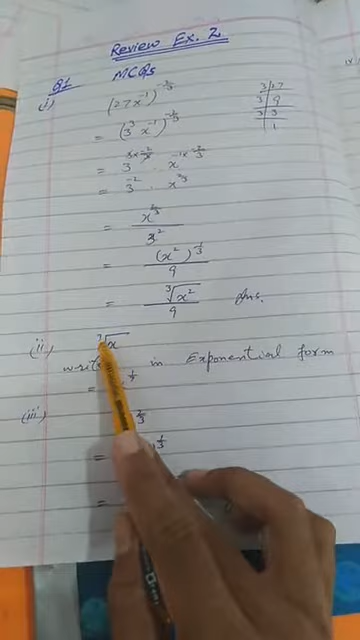 Review Ex. 2
Q1 MCQs
(i) (27x⁻¹)^(-2/3)
3|27
3|9
3|3
|1
= (3³ x⁻¹)^(-2/3)
= 3^(3×-2/3) · x^(-1×-2/3)
= 3⁻² · x^(2/3)
= x^(2/3) / 3²
= (x²)^(1/3) / 9
= ∛x² / 9 Ans.
(ii) √x
write in Exponential form
=
(iii)
=
=